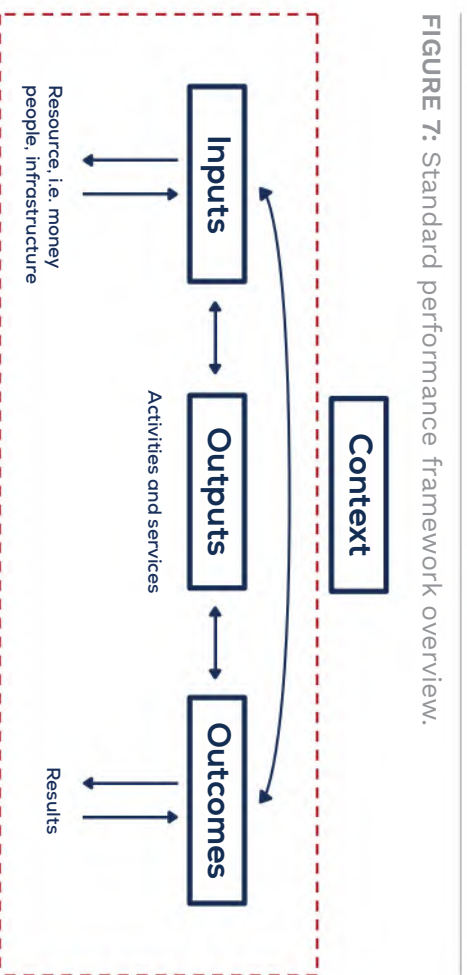 FIGURE 7: Standard performance framework overview.
Context
Inputs
Outputs
Outcomes
Resource, i.e. money
people, infrastructure
Activities and services
Results